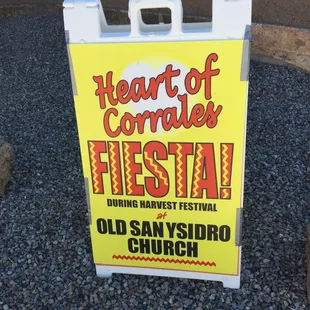 Heart of
Corrales
FIESTA!
DURING HARVEST FESTIVAL
at
OLD SAN YSIDRO
CHURCH